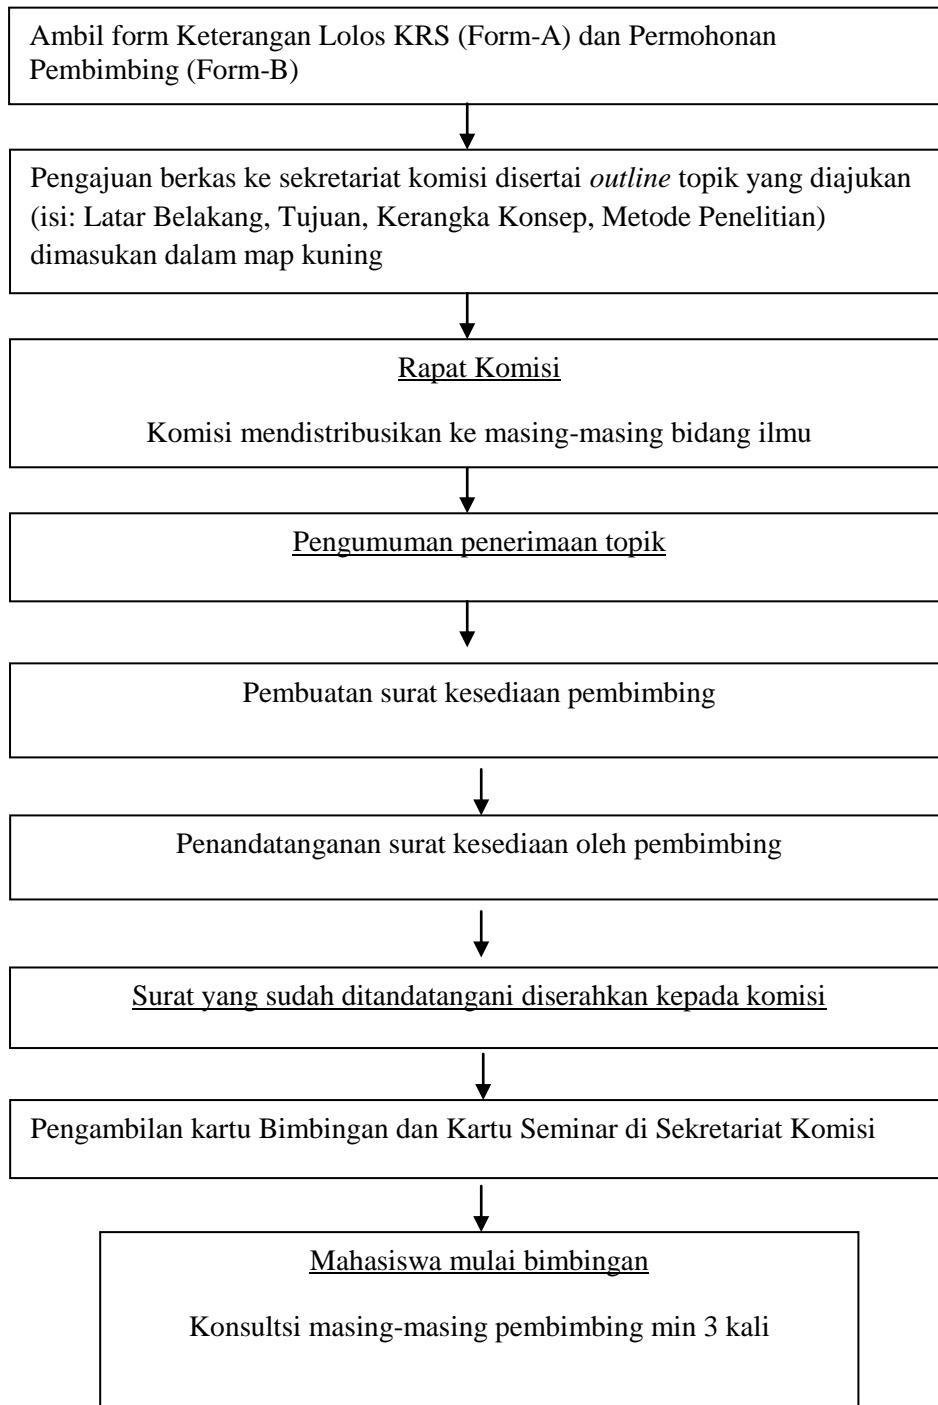 Ambil form Keterangan Lolos KRS (Form-A) dan Permohonan
Pembimbing (Form-B)
Pengajuan berkas ke sekretariat komisi disertai outline topik yang diajukan
(isi: Latar Belakang, Tujuan, Kerangka Konsep, Metode Penelitian)
dimasukan dalam map kuning
Rapat Komisi
Komisi mendistribusikan ke masing-masing bidang ilmu
Pengumuman penerimaan topik
Pembuatan surat kesediaan pembimbing
Penandatanganan surat kesediaan oleh pembimbing
Surat yang sudah ditandatangani diserahkan kepada komisi
Pengambilan kartu Bimbingan dan Kartu Seminar di Sekretariat Komisi
Mahasiswa mulai bimbingan
Konsultsi masing-masing pembimbing min 3 kali